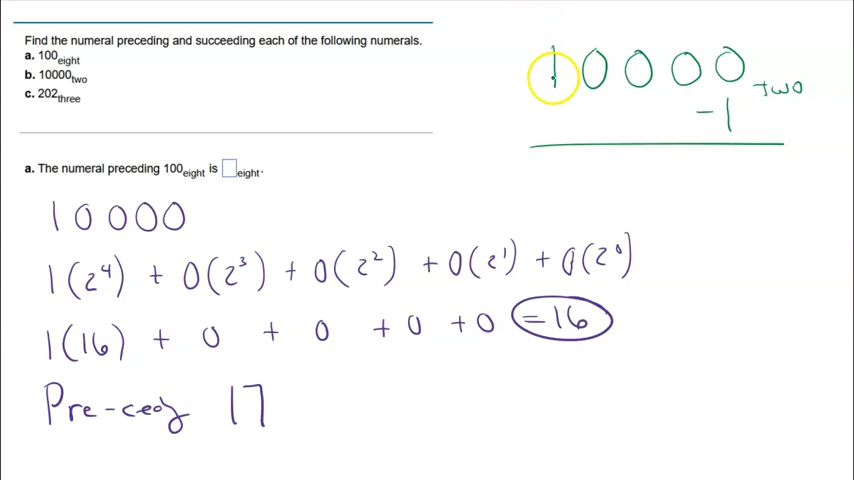 Find the numeral preceding and succeeding each of the following numerals.
a. 100eight
b. 10000two
c. 202three
10000two
-1
a. The numeral preceding 100eight is eight.
10000
1(2⁴) + 0(2³) + 0(2²) + 0(2¹) + 0(2⁰)
1(16) + 0 + 0 + 0 + 0 = 16
17